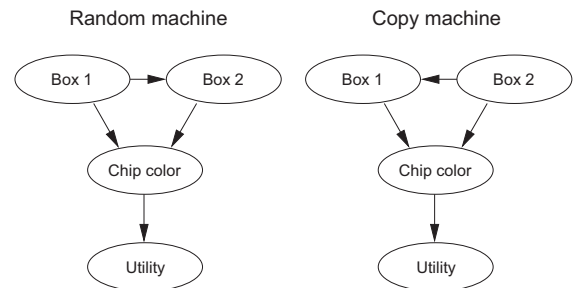 Random machine
Copy machine
Box 1
Box 2
Box 1
Box 2
Chip color
Chip color
Utility
Utility